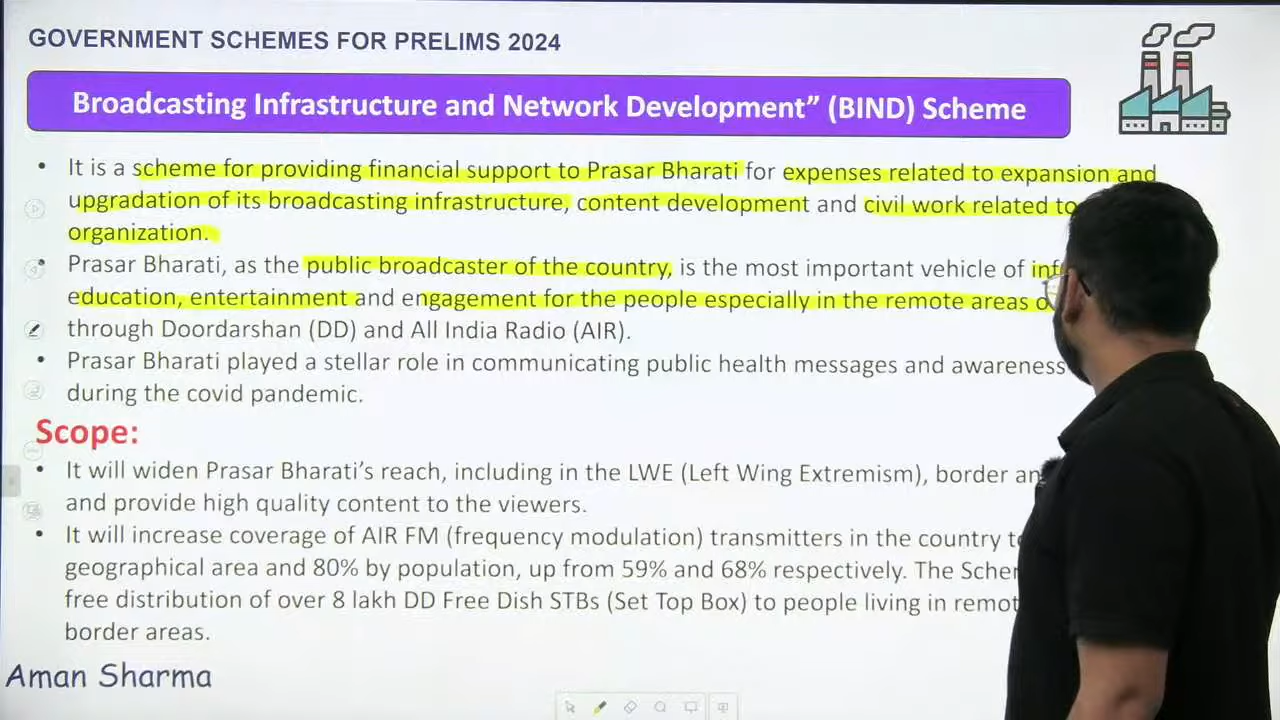 GOVERNMENT SCHEMES FOR PRELIMS 2024
Broadcasting Infrastructure and Network Development” (BIND) Scheme
• It is a scheme for providing financial support to Prasar Bharati for expenses related to expansion and
upgradation of its broadcasting infrastructure, content development and civil work related to
organization.
• Prasar Bharati, as the public broadcaster of the country, is the most important vehicle of
education, entertainment and engagement for the people especially in the remote areas
through Doordarshan (DD) and All India Radio (AIR).
• Prasar Bharati played a stellar role in communicating public health messages and awareness
during the covid pandemic.
Scope:
• It will widen Prasar Bharati’s reach, including in the LWE (Left Wing Extremism), border
and provide high quality content to the viewers.
• It will increase coverage of AIR FM (frequency modulation) transmitters in the country
geographical area and 80% by population, up from 59% and 68% respectively. The
free distribution of over 8 lakh DD Free Dish STBs (Set Top Box) to people living in
border areas.
Aman Sharma